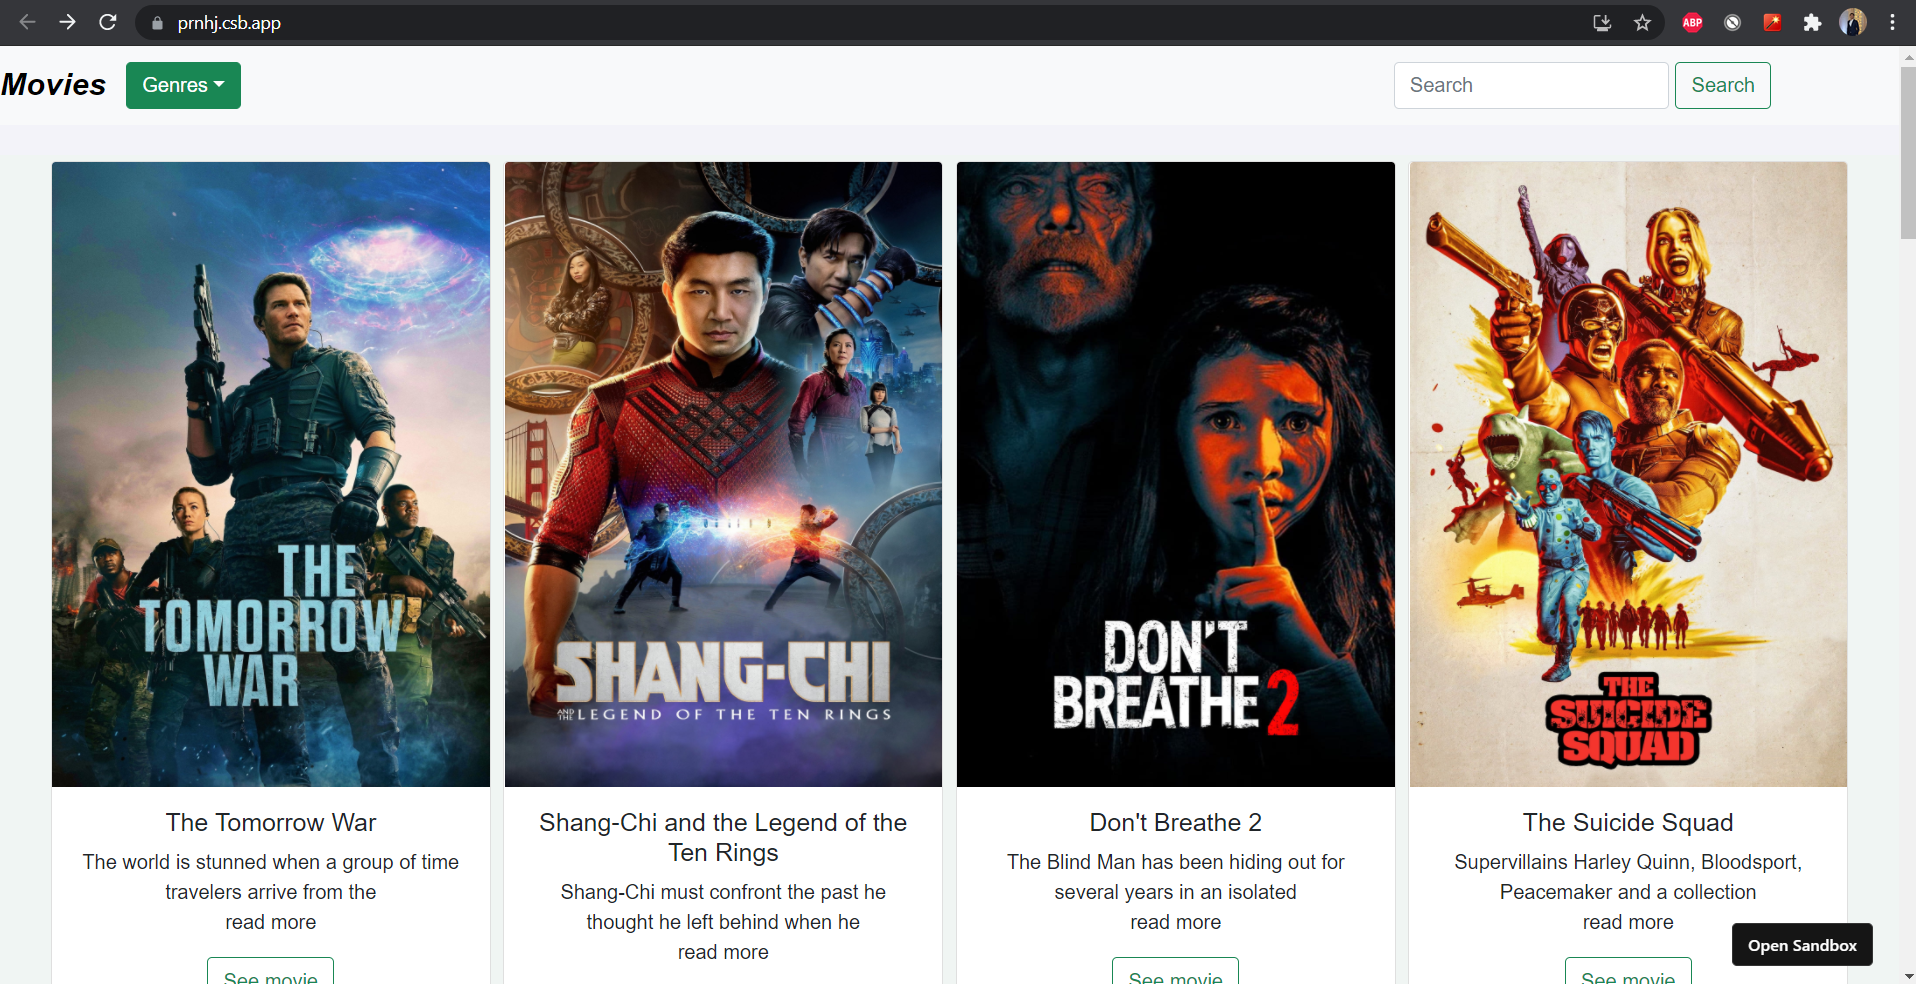 prnhj.csb.app
ABP
Movies
Genres
Search
Search
THE
TOMORROW
WAR
SHANG-CHI
AND THE LEGEND OF THE TEN RINGS
DON'T
BREATHE 2
THE
SUICIDE
SQUAD
The Tomorrow War
The world is stunned when a group of time
travelers arrive from the
read more
See movie
Shang-Chi and the Legend of the
Ten Rings
Shang-Chi must confront the past he
thought he left behind when he
read more
Don't Breathe 2
The Blind Man has been hiding out for
several years in an isolated
read more
See movie
The Suicide Squad
Supervillains Harley Quinn, Bloodsport,
Peacemaker and a collection
read more
See movie
Open Sandbox